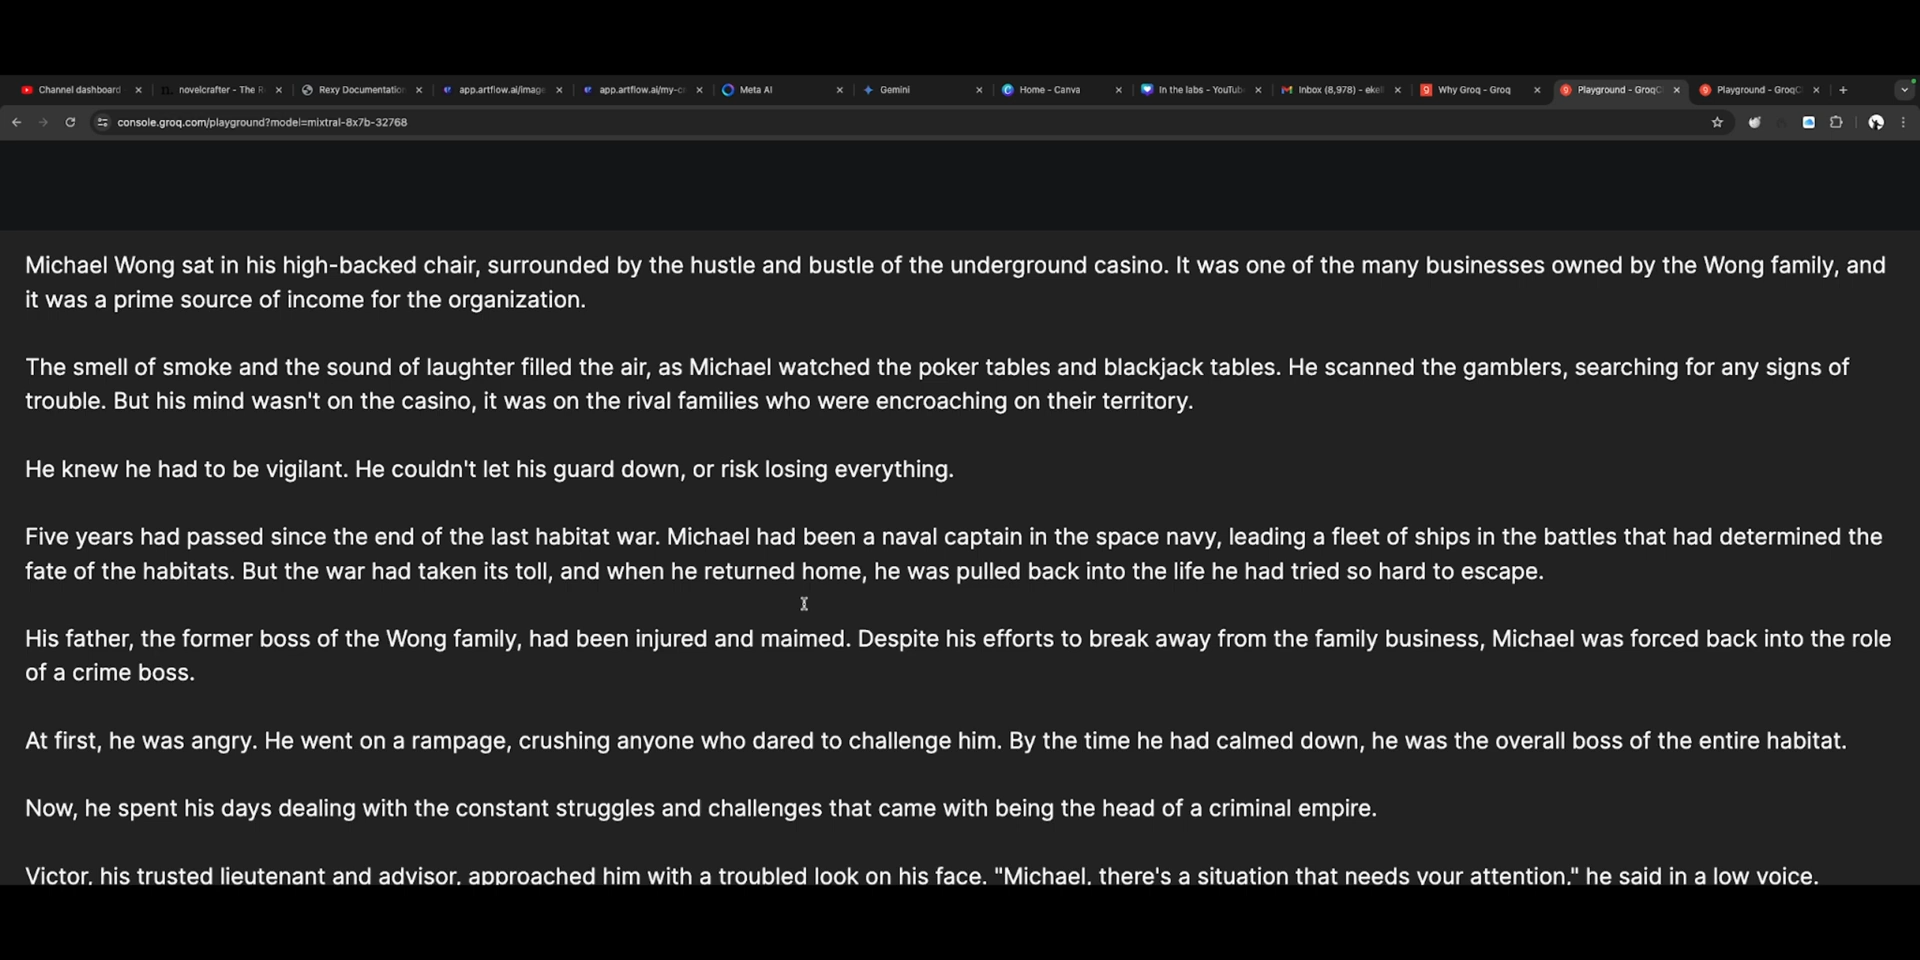 Channel dashboard
novelcrafter - The R
Rexy Documentation
app.artflow.ai/image
app.artflow.ai/my-c
Meta AI
Gemini
Home - Canva
In the labs - YouTub
Inbox (8,978) - eke
Why Groq - Groq
Playground - GroqC
Playground - GroqC
console.groq.com/playground?model=mixtral-8x7b-32768
Michael Wong sat in his high-backed chair, surrounded by the hustle and bustle of the underground casino. It was one of the many businesses owned by the Wong family, and
it was a prime source of income for the organization.
The smell of smoke and the sound of laughter filled the air, as Michael watched the poker tables and blackjack tables. He scanned the gamblers, searching for any signs of
trouble. But his mind wasn't on the casino, it was on the rival families who were encroaching on their territory.
He knew he had to be vigilant. He couldn't let his guard down, or risk losing everything.
Five years had passed since the end of the last habitat war. Michael had been a naval captain in the space navy, leading a fleet of ships in the battles that had determined the
fate of the habitats. But the war had taken its toll, and when he returned home, he was pulled back into the life he had tried so hard to escape.
His father, the former boss of the Wong family, had been injured and maimed. Despite his efforts to break away from the family business, Michael was forced back into the role
of a crime boss.
At first, he was angry. He went on a rampage, crushing anyone who dared to challenge him. By the time he had calmed down, he was the overall boss of the entire habitat.
Now, he spent his days dealing with the constant struggles and challenges that came with being the head of a criminal empire.
Victor, his trusted lieutenant and advisor, approached him with a troubled look on his face. "Michael, there's a situation that needs your attention," he said in a low voice.